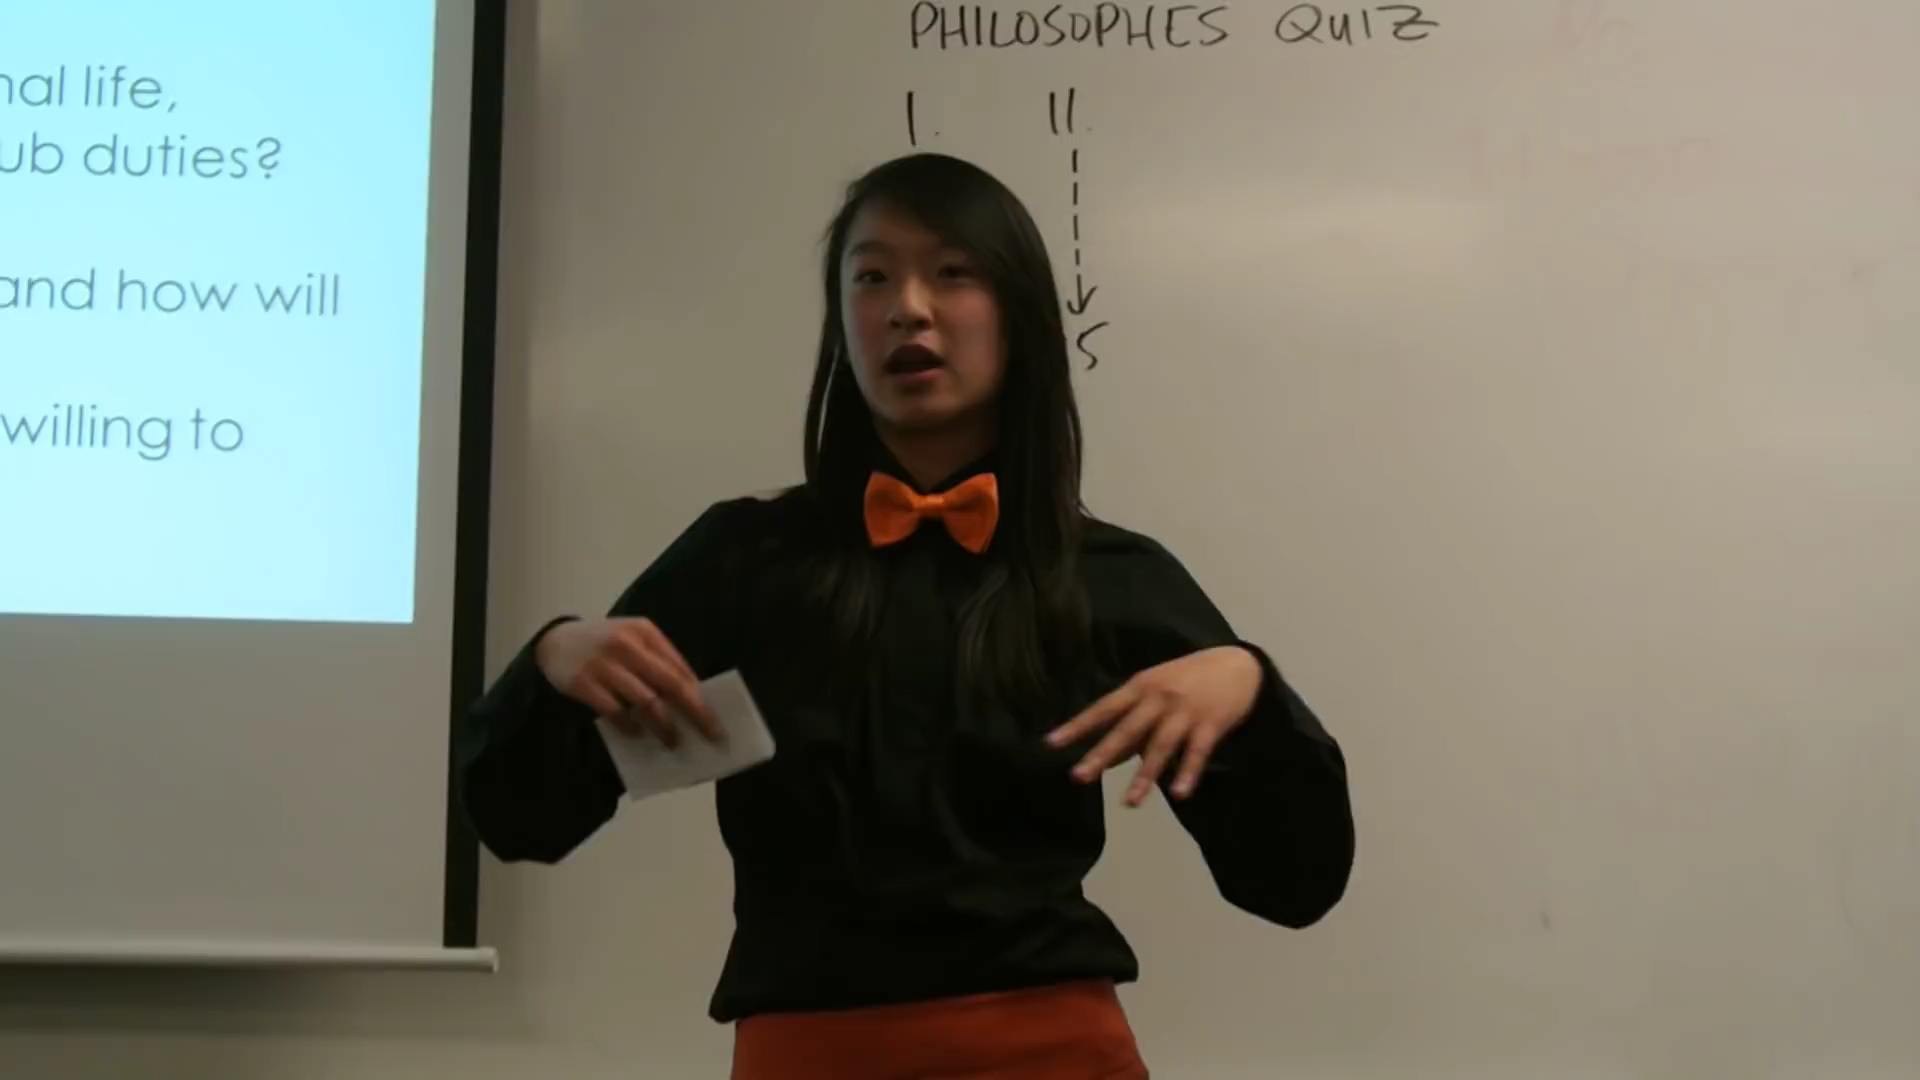 nal life,
ub duties?
and how will
willing to
PHILOSOPHES QUIZ
I. II.
5